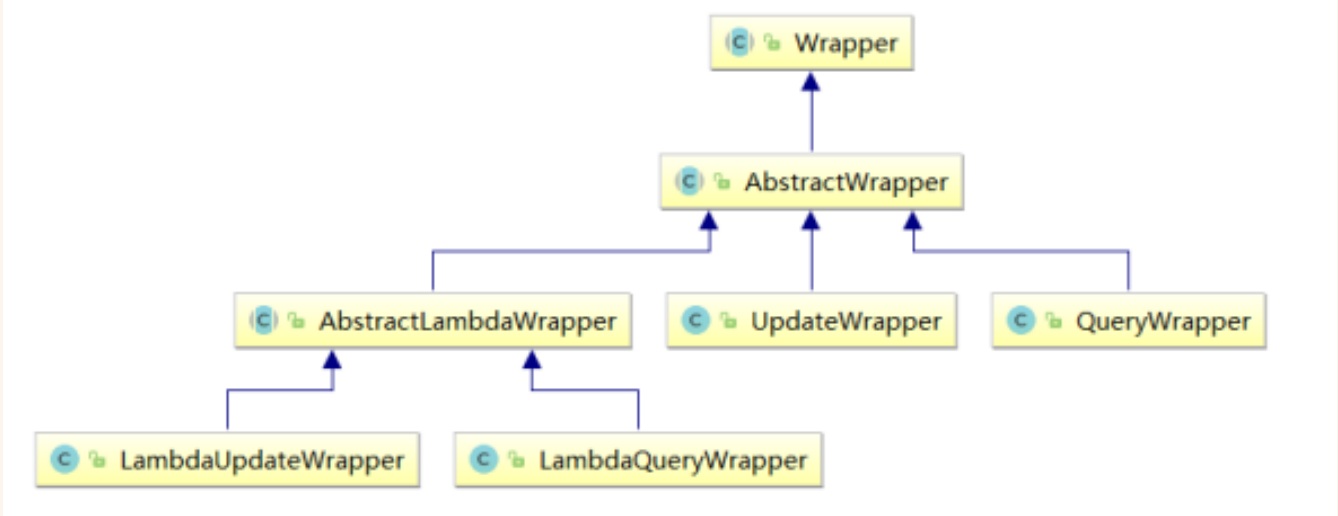 Wrapper
AbstractWrapper
AbstractLambdaWrapper
UpdateWrapper
QueryWrapper
LambdaUpdateWrapper
LambdaQueryWrapper